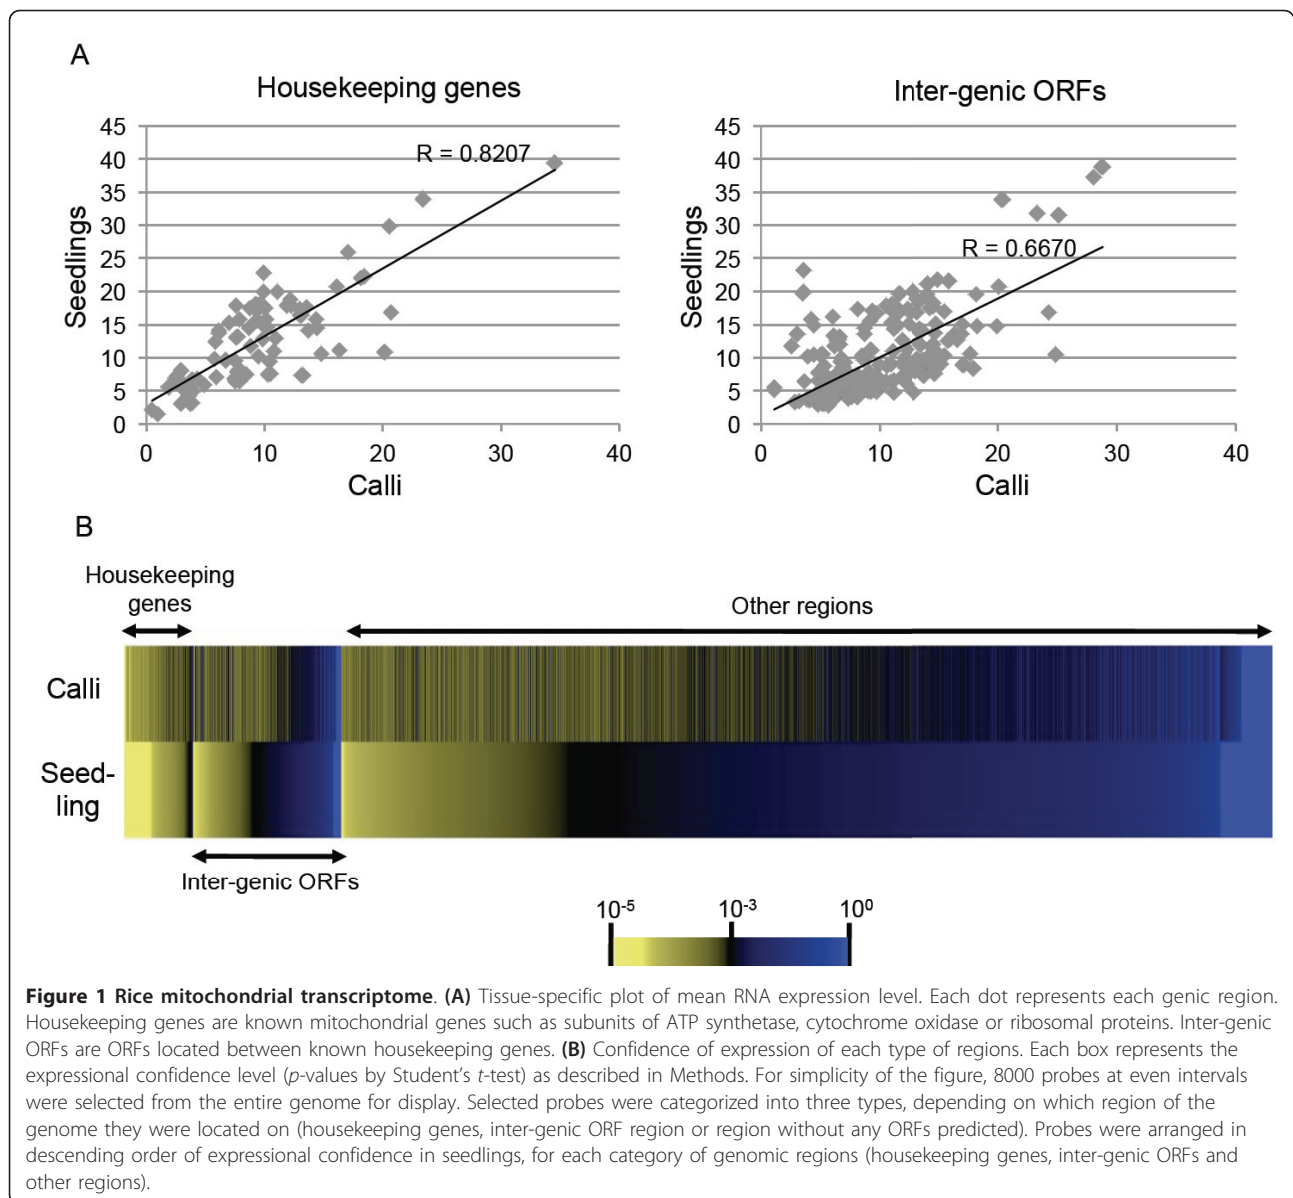 A
Housekeeping genes
Seedlings
45
40
35
30
25
20
15
10
5
0
R = 0.8207
0 10 20 30 40
Calli
Inter-genic ORFs
Seedlings
45
40
35
30
25
20
15
10
5
0
R = 0.6670
0 10 20 30 40
Calli
B
Housekeeping
genes
Other regions
Calli
Seed-
ling
Inter-genic ORFs
10⁻⁵ 10⁻³ 10⁰
Figure 1 Rice mitochondrial transcriptome. (A) Tissue-specific plot of mean RNA expression level. Each dot represents each genic region.
Housekeeping genes are known mitochondrial genes such as subunits of ATP synthetase, cytochrome oxidase or ribosomal proteins. Inter-genic
ORFs are ORFs located between known housekeeping genes. (B) Confidence of expression of each type of regions. Each box represents the
expressional confidence level (p-values by Student's t-test) as described in Methods. For simplicity of the figure, 8000 probes at even intervals
were selected from the entire genome for display. Selected probes were categorized into three types, depending on which region of the
genome they were located on (housekeeping genes, inter-genic ORF region or region without any ORFs predicted). Probes were arranged in
descending order of expressional confidence in seedlings, for each category of genomic regions (housekeeping genes, inter-genic ORFs and
other regions).